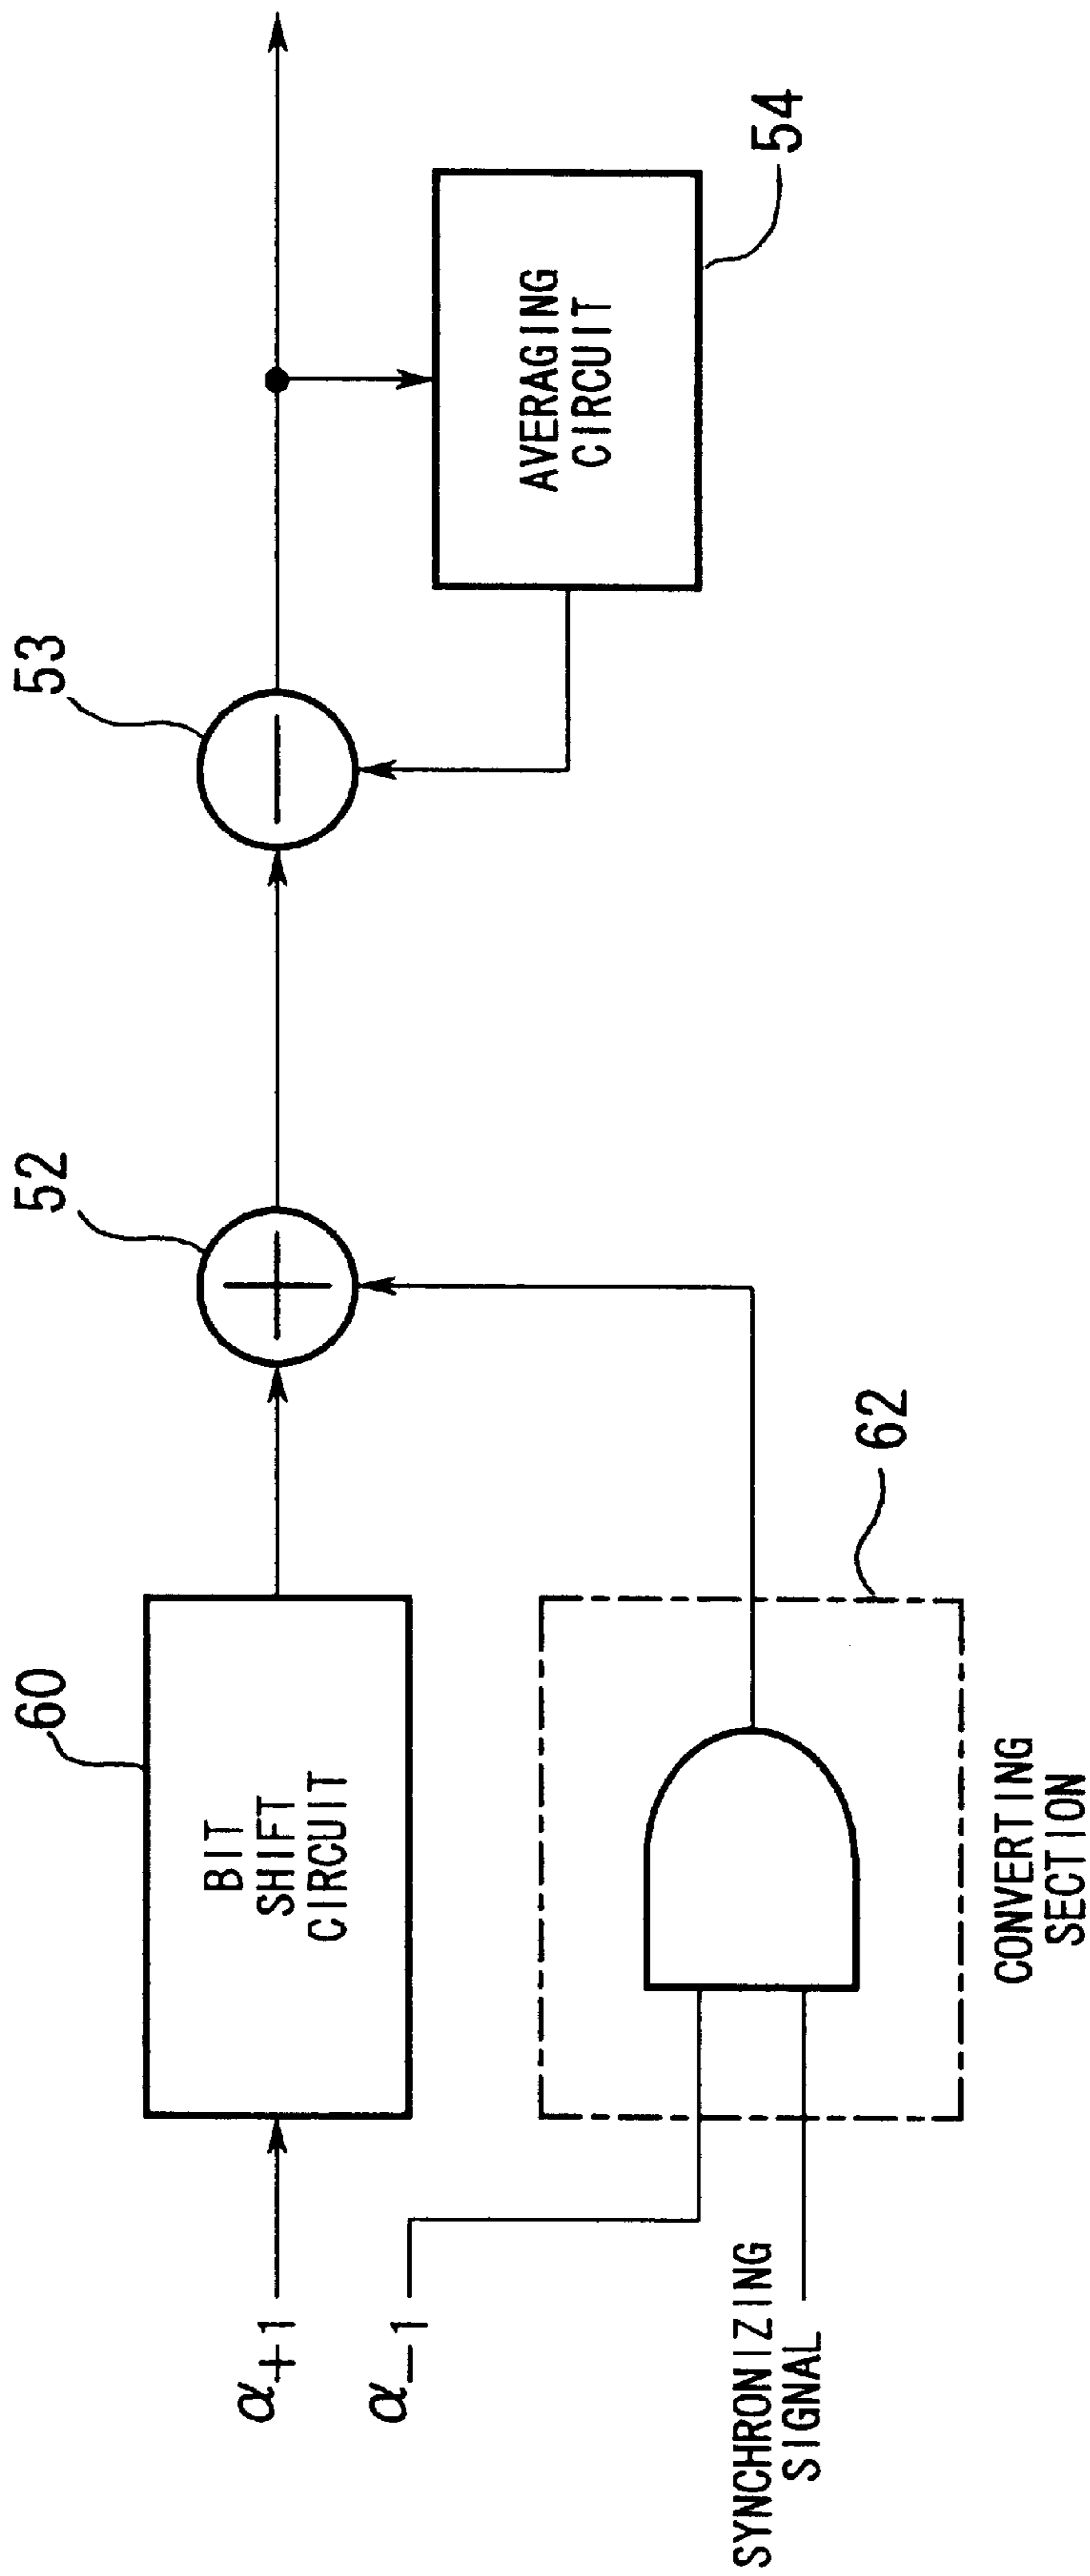 60
BIT
SHIFT
CIRCUIT
52
53
α+1
α−1
AVERAGING
CIRCUIT
54
SYNCHRONIZING
SIGNAL
62
CONVERTING
SECTION